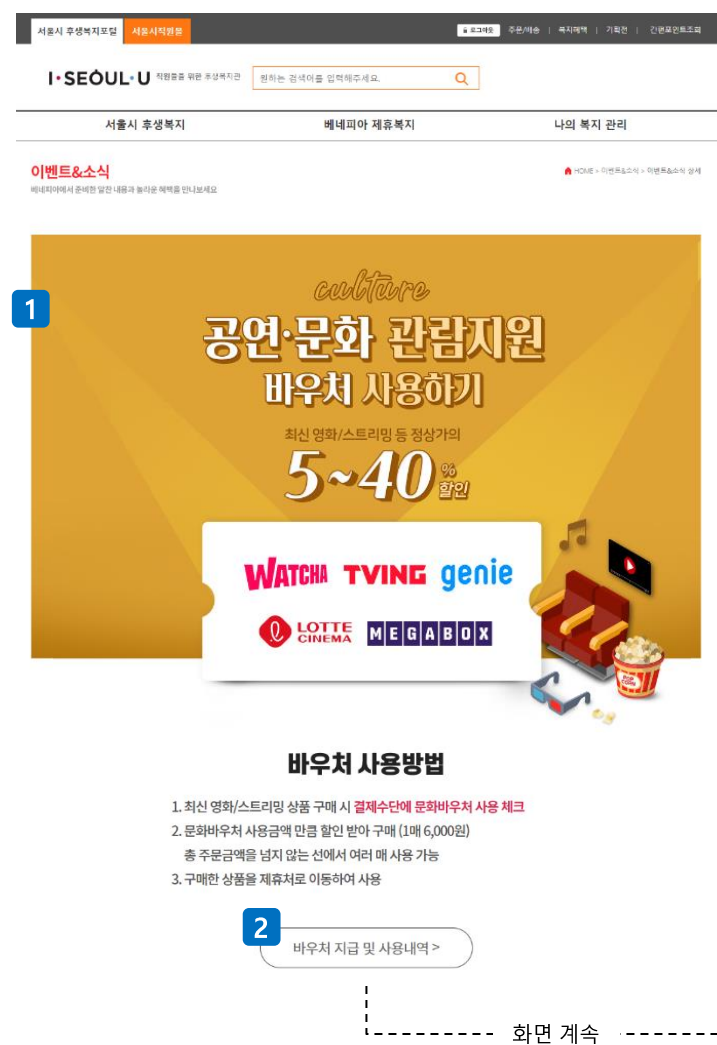 서울시 후생복지포털 서울시직원몰
로그아웃 주문/배송 | 복지혜택 | 기획전 | 간편포인트조회
I·SEOUL·U 직원들을 위한 후생복지관
원하는 검색어를 입력해주세요.
서울시 후생복지 베네피아 제휴복지 나의 복지 관리
이벤트&소식
HOME > 이벤트&소식 > 이벤트&소식 상세
베네피아에서 준비한 알찬 내용과 놀라운 혜택을 만나보세요
1
culture
공연·문화 관람지원
바우처 사용하기
최신 영화/스트리밍 등 정상가의
5~40% 할인
WATCHA TVING genie
LOTTE CINEMA MEGABOX
POP CORN
바우처 사용방법
1. 최신 영화/스트리밍 상품 구매 시 결제수단에 문화바우처 사용 체크
2. 문화바우처 사용금액 만큼 할인 받아 구매 (1매 6,000원)
총 주문금액을 넘지 않는 선에서 여러 매 사용 가능
3. 구매한 상품을 제휴처로 이동하여 사용
2
바우처 지급 및 사용내역 >
화면 계속